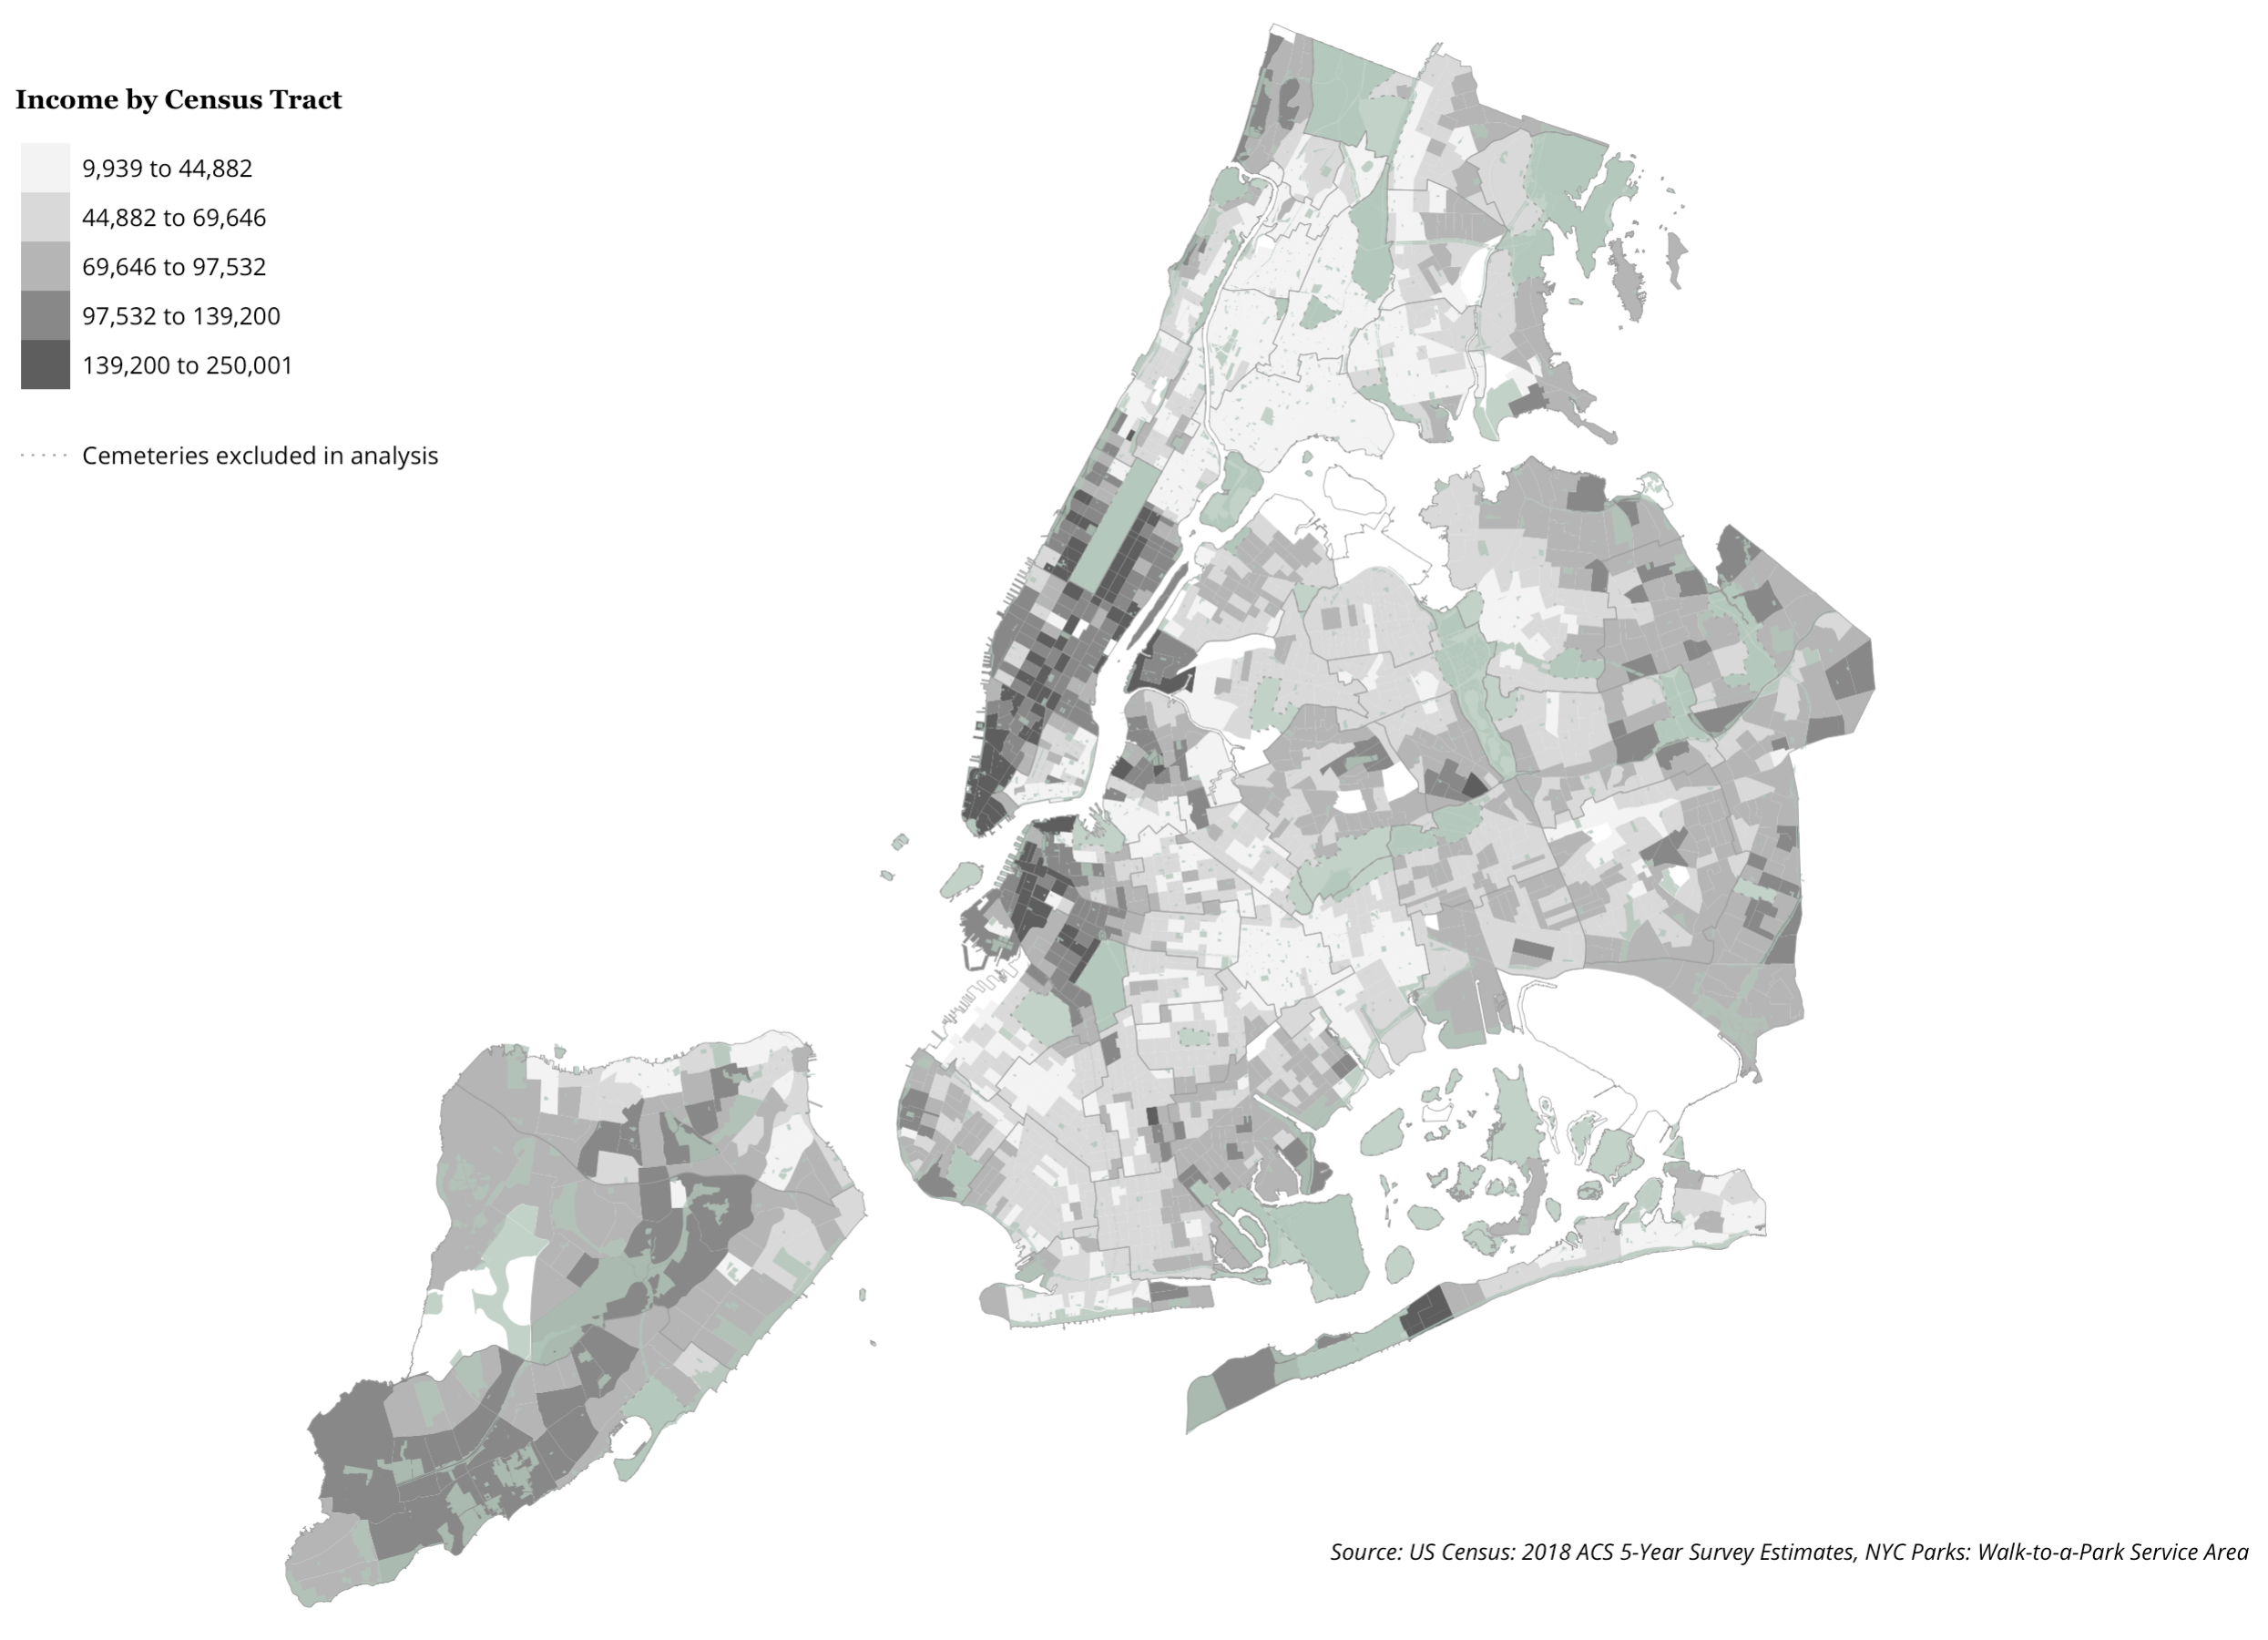 Income by Census Tract
9,939 to 44,882
44,882 to 69,646
69,646 to 97,532
97,532 to 139,200
139,200 to 250,001
Cemeteries excluded in analysis
Source: US Census: 2018 ACS 5-Year Survey Estimates, NYC Parks: Walk-to-a-Park Service Area